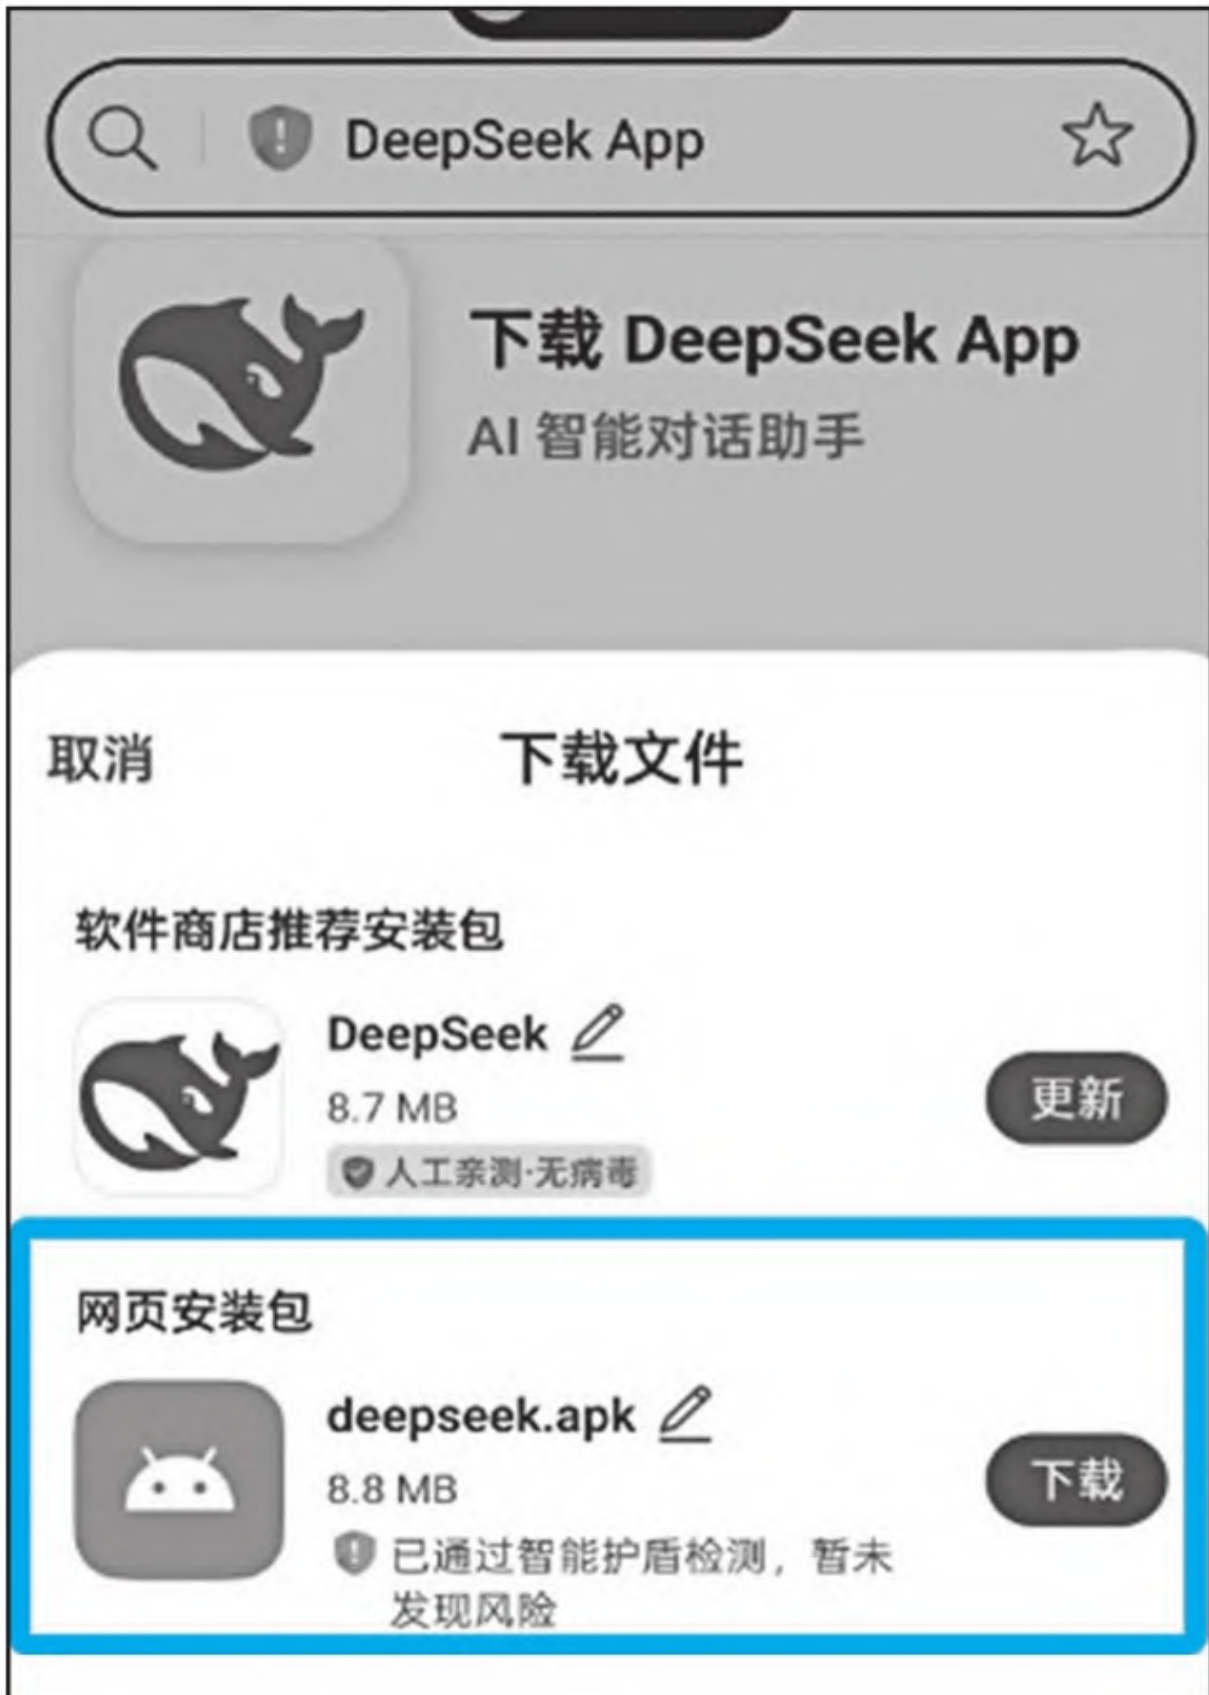 DeepSeek App
下载 DeepSeek App
AI 智能对话助手
取消
下载文件
软件商店推荐安装包
DeepSeek
8.7 MB
更新
人工亲测·无病毒
网页安装包
deepseek.apk
8.8 MB
下载
已通过智能护盾检测，暂未
发现风险